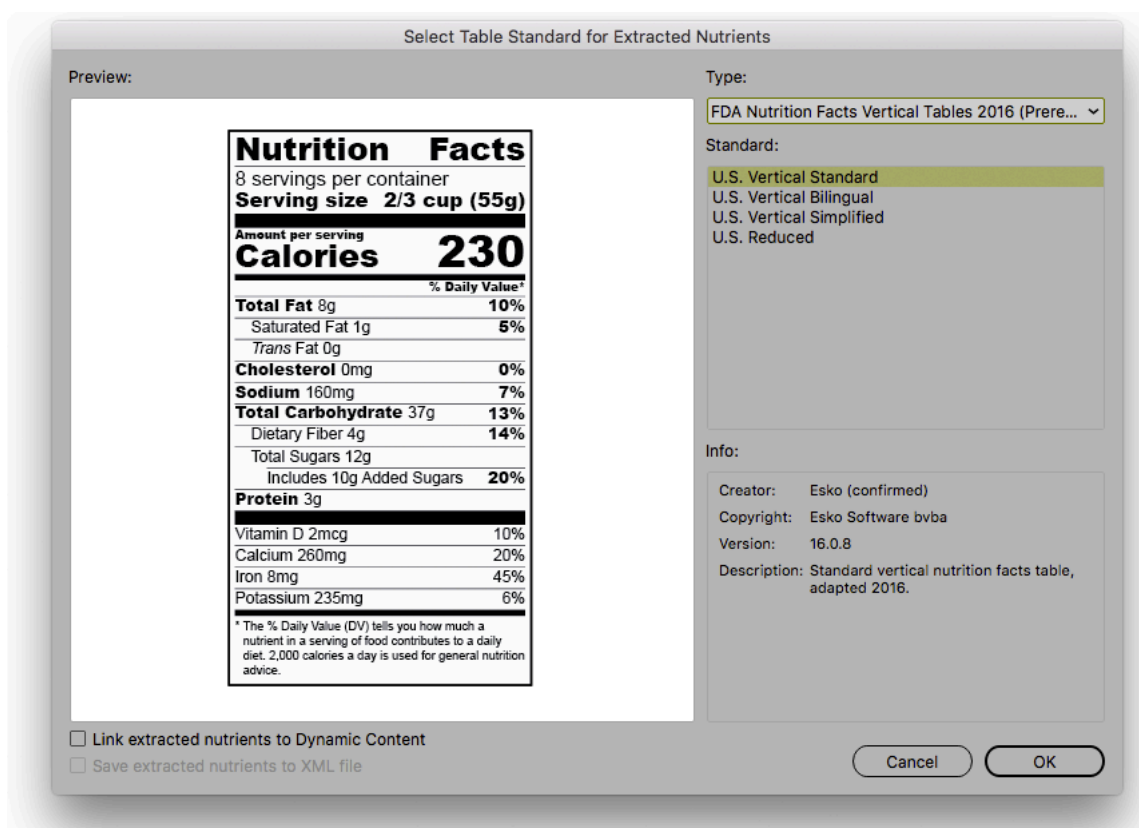 Select Table Standard for Extracted Nutrients
Preview:
Nutrition Facts
8 servings per container
Serving size 2/3 cup (55g)
Amount per serving
Calories 230
% Daily Value*
Total Fat 8g 10%
Saturated Fat 1g 5%
Trans Fat 0g
Cholesterol 0mg 0%
Sodium 160mg 7%
Total Carbohydrate 37g 13%
Dietary Fiber 4g 14%
Total Sugars 12g
Includes 10g Added Sugars 20%
Protein 3g
Vitamin D 2mcg 10%
Calcium 260mg 20%
Iron 8mg 45%
Potassium 235mg 6%
* The % Daily Value (DV) tells you how much a
nutrient in a serving of food contributes to a daily
diet. 2,000 calories a day is used for general nutrition
advice.
Type:
FDA Nutrition Facts Vertical Tables 2016 (Prere...
Standard:
U.S. Vertical Standard
U.S. Vertical Bilingual
U.S. Vertical Simplified
U.S. Reduced
Info:
Creator: Esko (confirmed)
Copyright: Esko Software bvba
Version: 16.0.8
Description: Standard vertical nutrition facts table,
adapted 2016.
Link extracted nutrients to Dynamic Content
Save extracted nutrients to XML file
Cancel OK